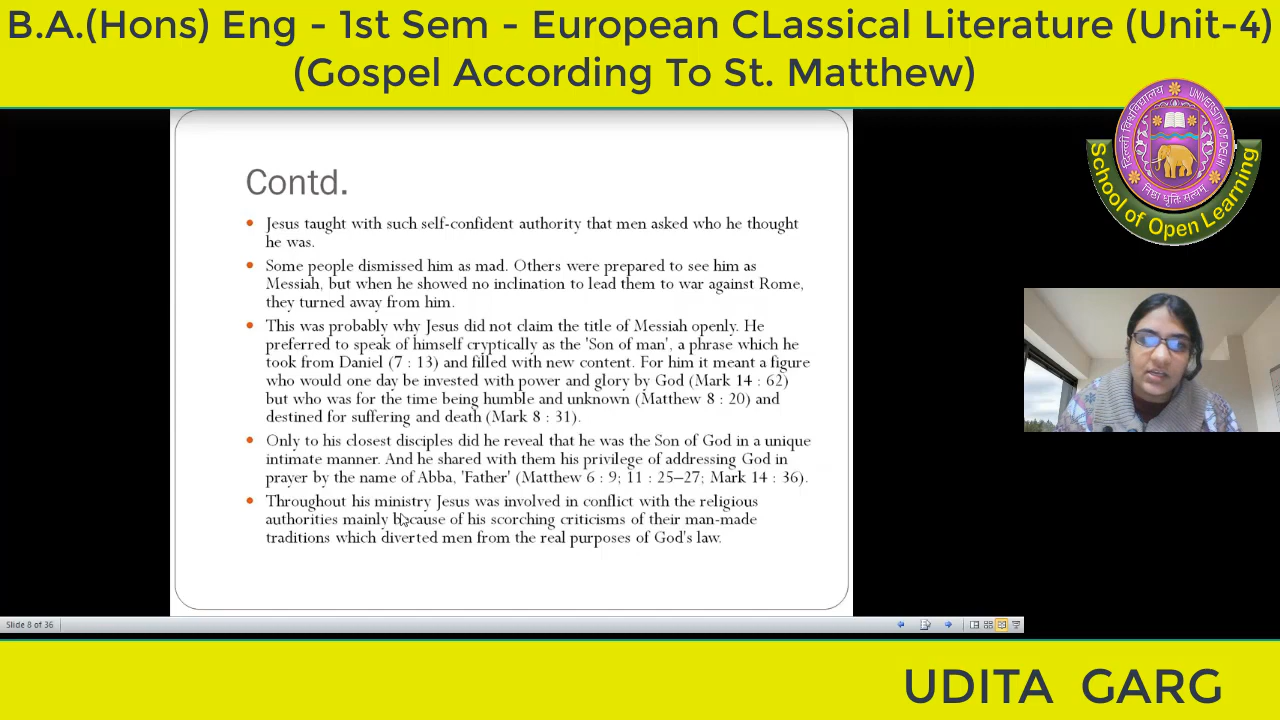 B.A.(Hons) Eng - 1st Sem - European CLassical Literature (Unit-4)
(Gospel According To St. Matthew)
दिल्ली विश्वविद्यालय
UNIVERSITY OF DELHI
निष्ठा धृतिः सत्यम्
School of Open Learning
Contd.
Jesus taught with such self-confident authority that men asked who he thought
he was.
Some people dismissed him as mad. Others were prepared to see him as
Messiah, but when he showed no inclination to lead them to war against Rome,
they turned away from him.
This was probably why Jesus did not claim the title of Messiah openly. He
preferred to speak of himself cryptically as the 'Son of man', a phrase which he
took from Daniel (7 : 13) and filled with new content. For him it meant a figure
who would one day be invested with power and glory by God (Mark 14 : 62)
but who was for the time being humble and unknown (Matthew 8 : 20) and
destined for suffering and death (Mark 8 : 31).
Only to his closest disciples did he reveal that he was the Son of God in a unique
intimate manner. And he shared with them his privilege of addressing God in
prayer by the name of Abba, 'Father' (Matthew 6 : 9; 11 : 25–27; Mark 14 : 36).
Throughout his ministry Jesus was involved in conflict with the religious
authorities mainly because of his scorching criticisms of their man-made
traditions which diverted men from the real purposes of God's law.
Slide 8 of 36
UDITA GARG